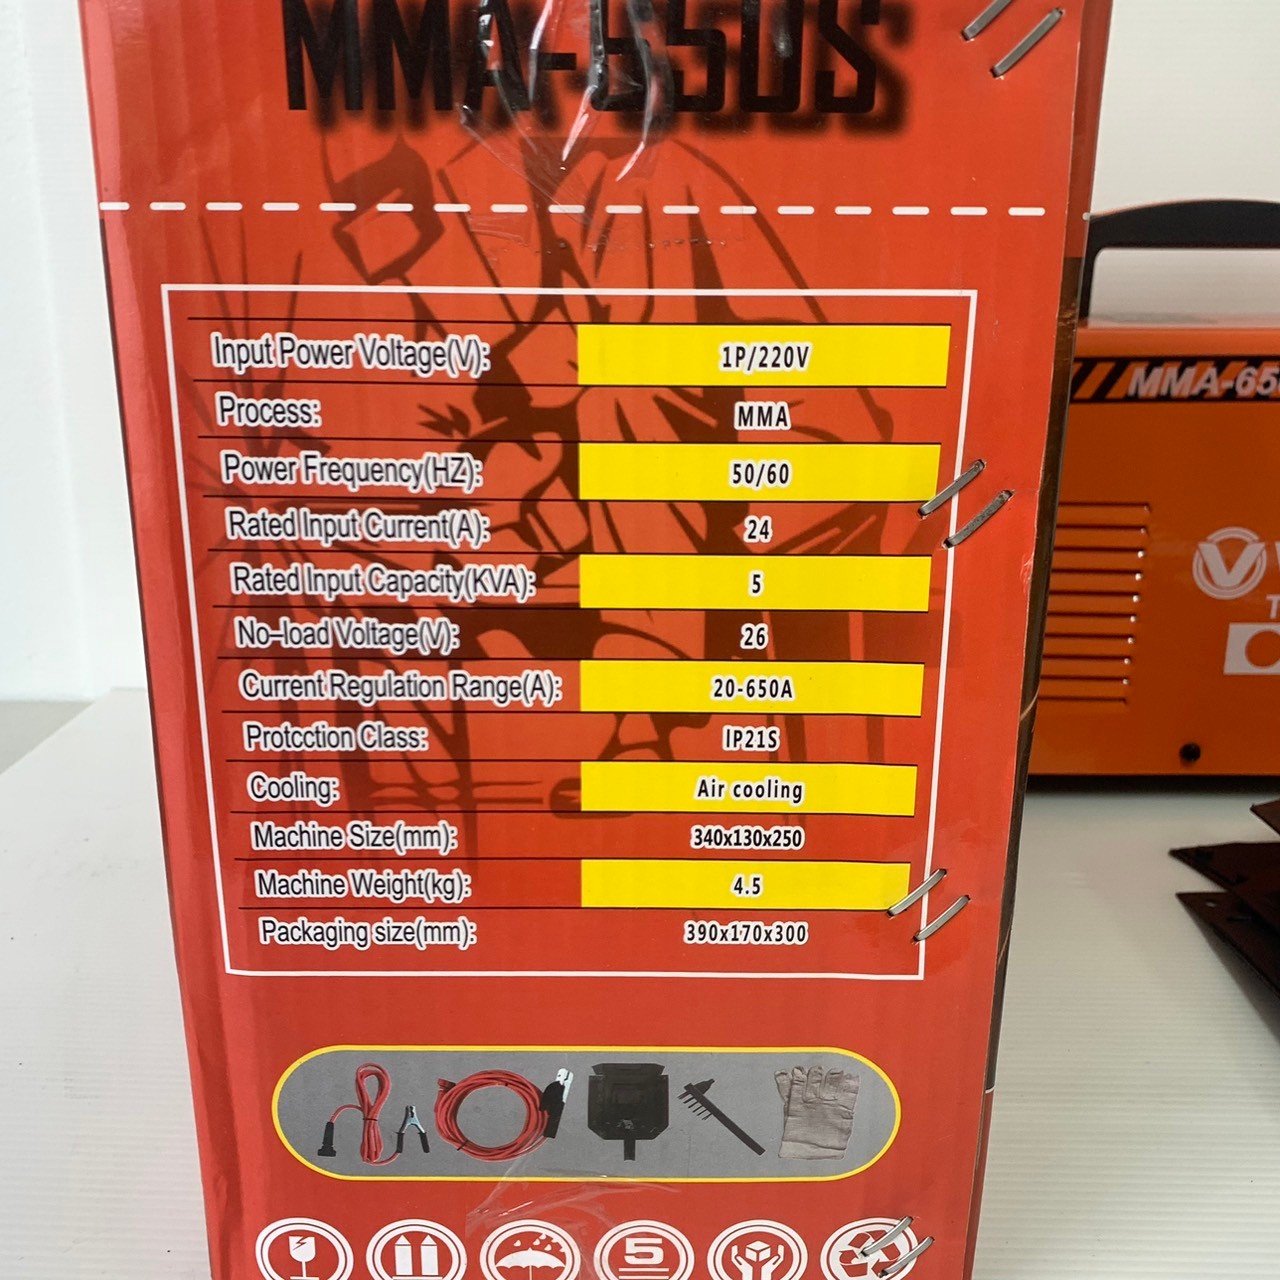 MMA-650S
Input Power Voltage(V): 1P/220V
Process: MMA
Power Frequency(HZ): 50/60
Rated Input Current(A): 24
Rated Input Capacity(KVA): 5
No-load Voltage(V): 26
Current Regulation Range(A): 20-650A
Protcction Class: IP21S
Cooling: Air cooling
Machine Size(mm): 340x130x250
Machine Weight(kg): 4.5
Packaging size(mm): 390x170x300
5
MMA-65
V